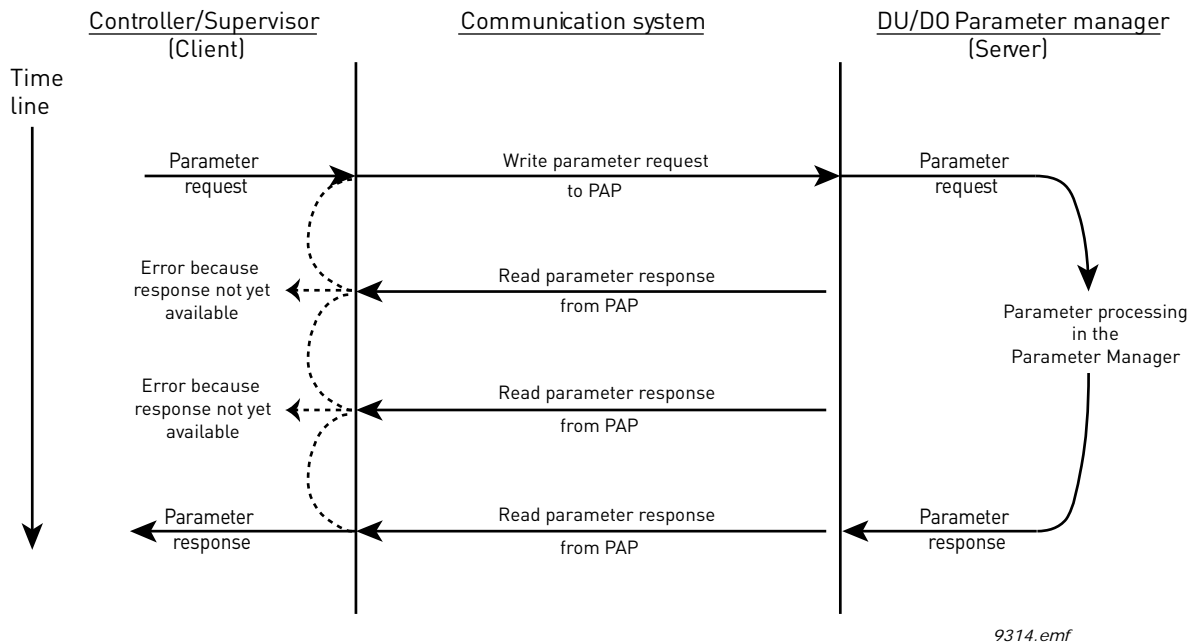 Controller/Supervisor
(Client)
Communication system
DU/DO Parameter manager
(Server)
Time
line
Parameter
request
Write parameter request
to PAP
Parameter
request
Error because
response not yet
available
Read parameter response
from PAP
Parameter processing
in the
Parameter Manager
Error because
response not yet
available
Read parameter response
from PAP
Parameter
response
Read parameter response
from PAP
Parameter
response
9314.emf